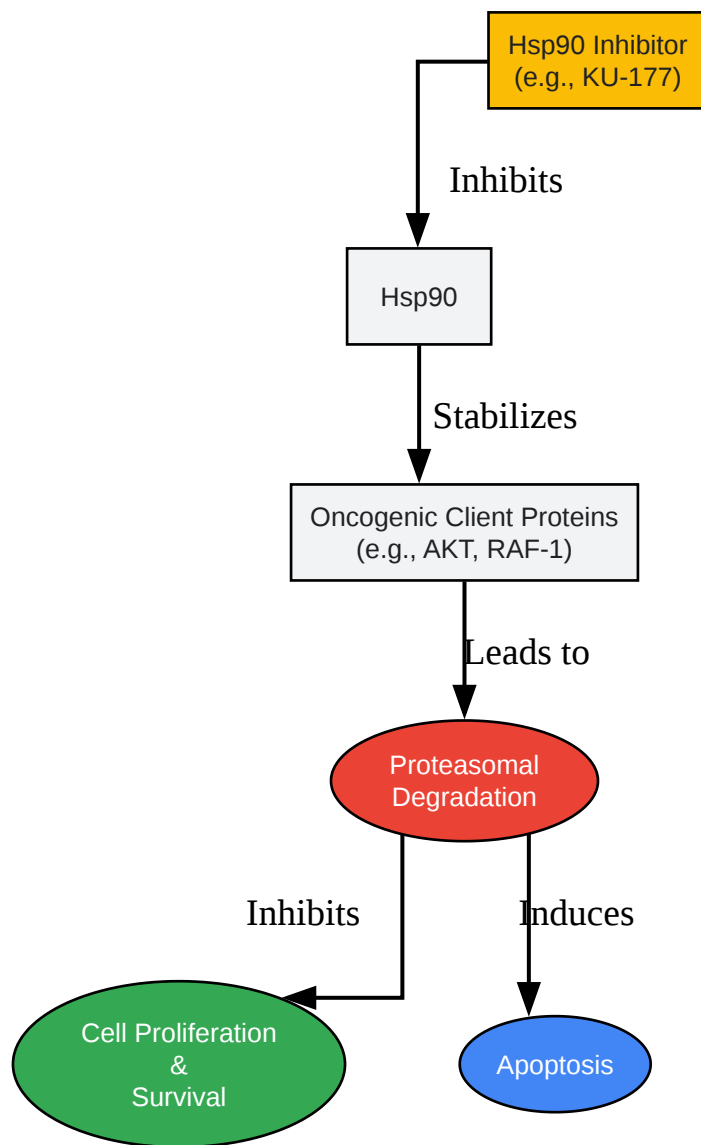 Hsp90 Inhibitor
(e.g., KU-177)
Inhibits
Hsp90
Stabilizes
Oncogenic Client Proteins
(e.g., AKT, RAF-1)
Leads to
Proteasomal
Degradation
Inhibits
Induces
Cell Proliferation
&
Survival
Apoptosis